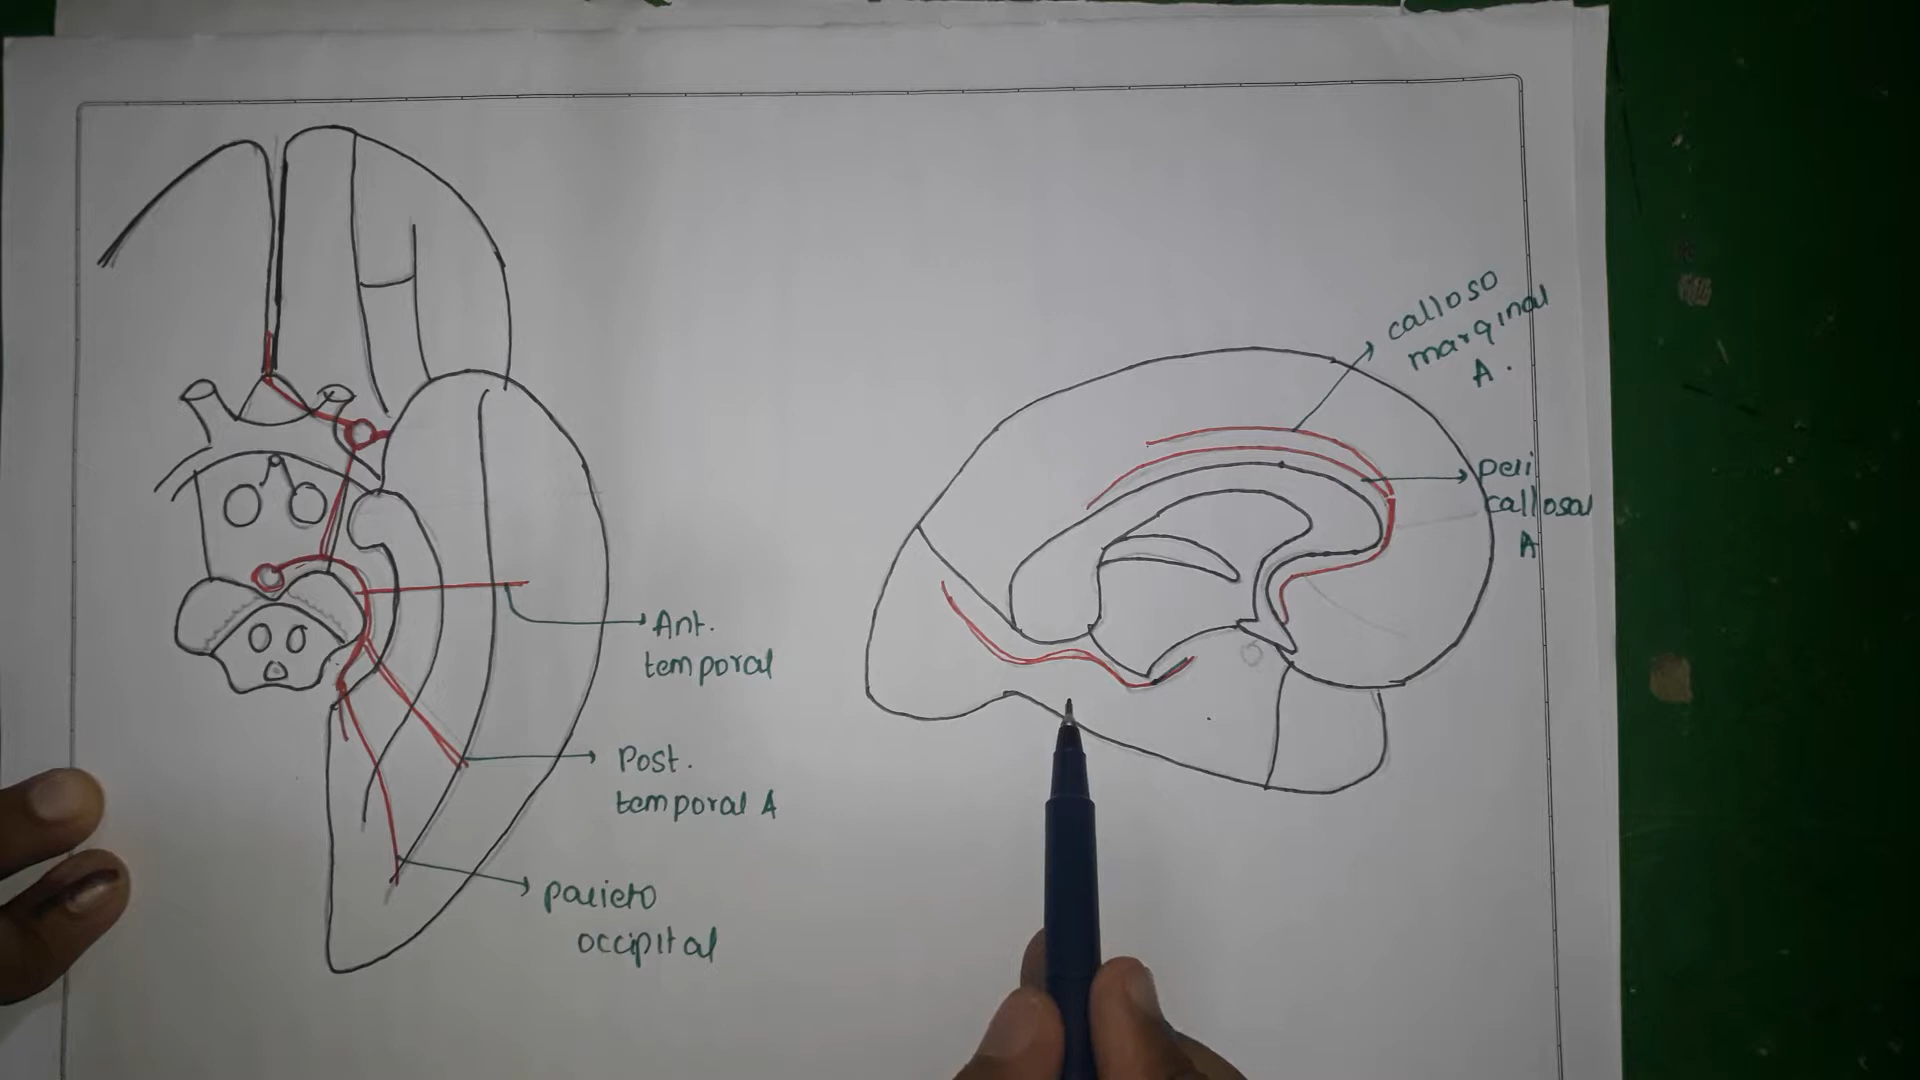 calloso
marginal
A.
peri
callosal
A
Ant.
temporal
Post.
temporal A
parieto
occipital